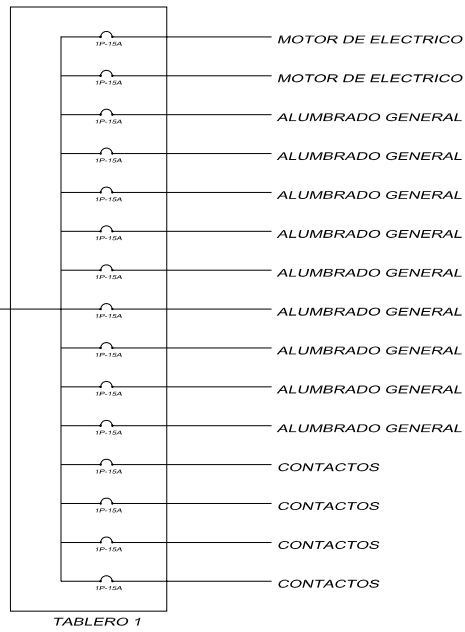 MOTOR DE ELECTRICO
1P-15A
MOTOR DE ELECTRICO
1P-15A
ALUMBRADO GENERAL
1P-15A
ALUMBRADO GENERAL
1P-15A
ALUMBRADO GENERAL
1P-15A
ALUMBRADO GENERAL
1P-15A
ALUMBRADO GENERAL
1P-15A
ALUMBRADO GENERAL
1P-15A
ALUMBRADO GENERAL
1P-15A
ALUMBRADO GENERAL
1P-15A
ALUMBRADO GENERAL
1P-15A
CONTACTOS
1P-15A
CONTACTOS
1P-15A
CONTACTOS
1P-15A
CONTACTOS
1P-15A
TABLERO 1